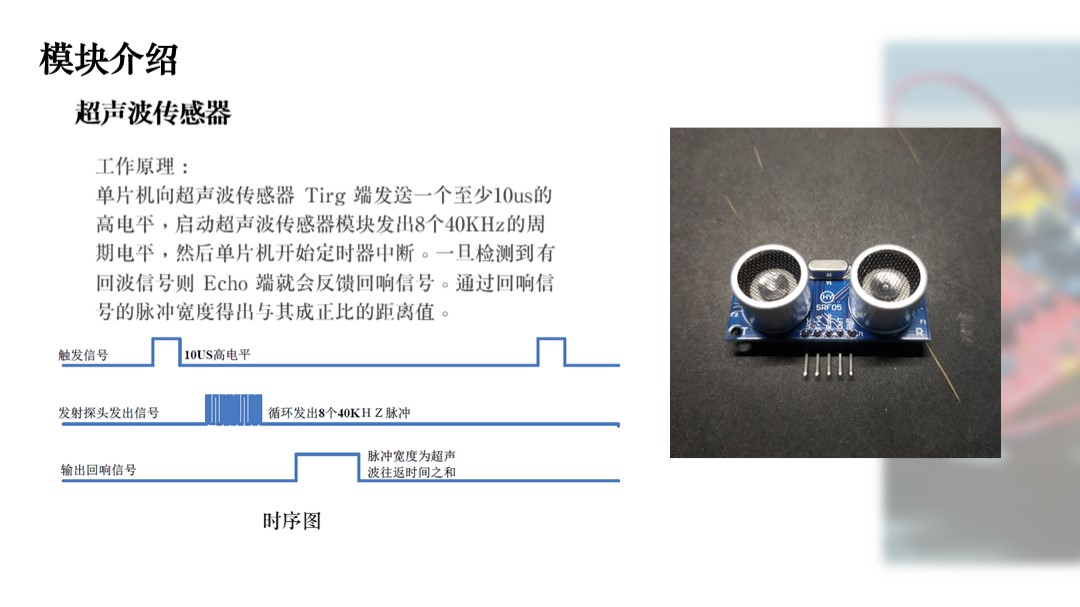 模块介绍
超声波传感器
工作原理：
单片机向超声波传感器 Tirg 端发送一个至少10us的
高电平，启动超声波传感器模块发出8个40KHz的周
期电平，然后单片机开始定时器中断。一旦检测到有
回波信号则 Echo 端就会反馈回响信号。通过回响信
号的脉冲宽度得出与其成正比的距离值。
触发信号
10US高电平
发射探头发出信号
循环发出8个40KＨＺ脉冲
输出回响信号
脉冲宽度为超声
波往返时间之和
时序图
HY
SRF05
T
R